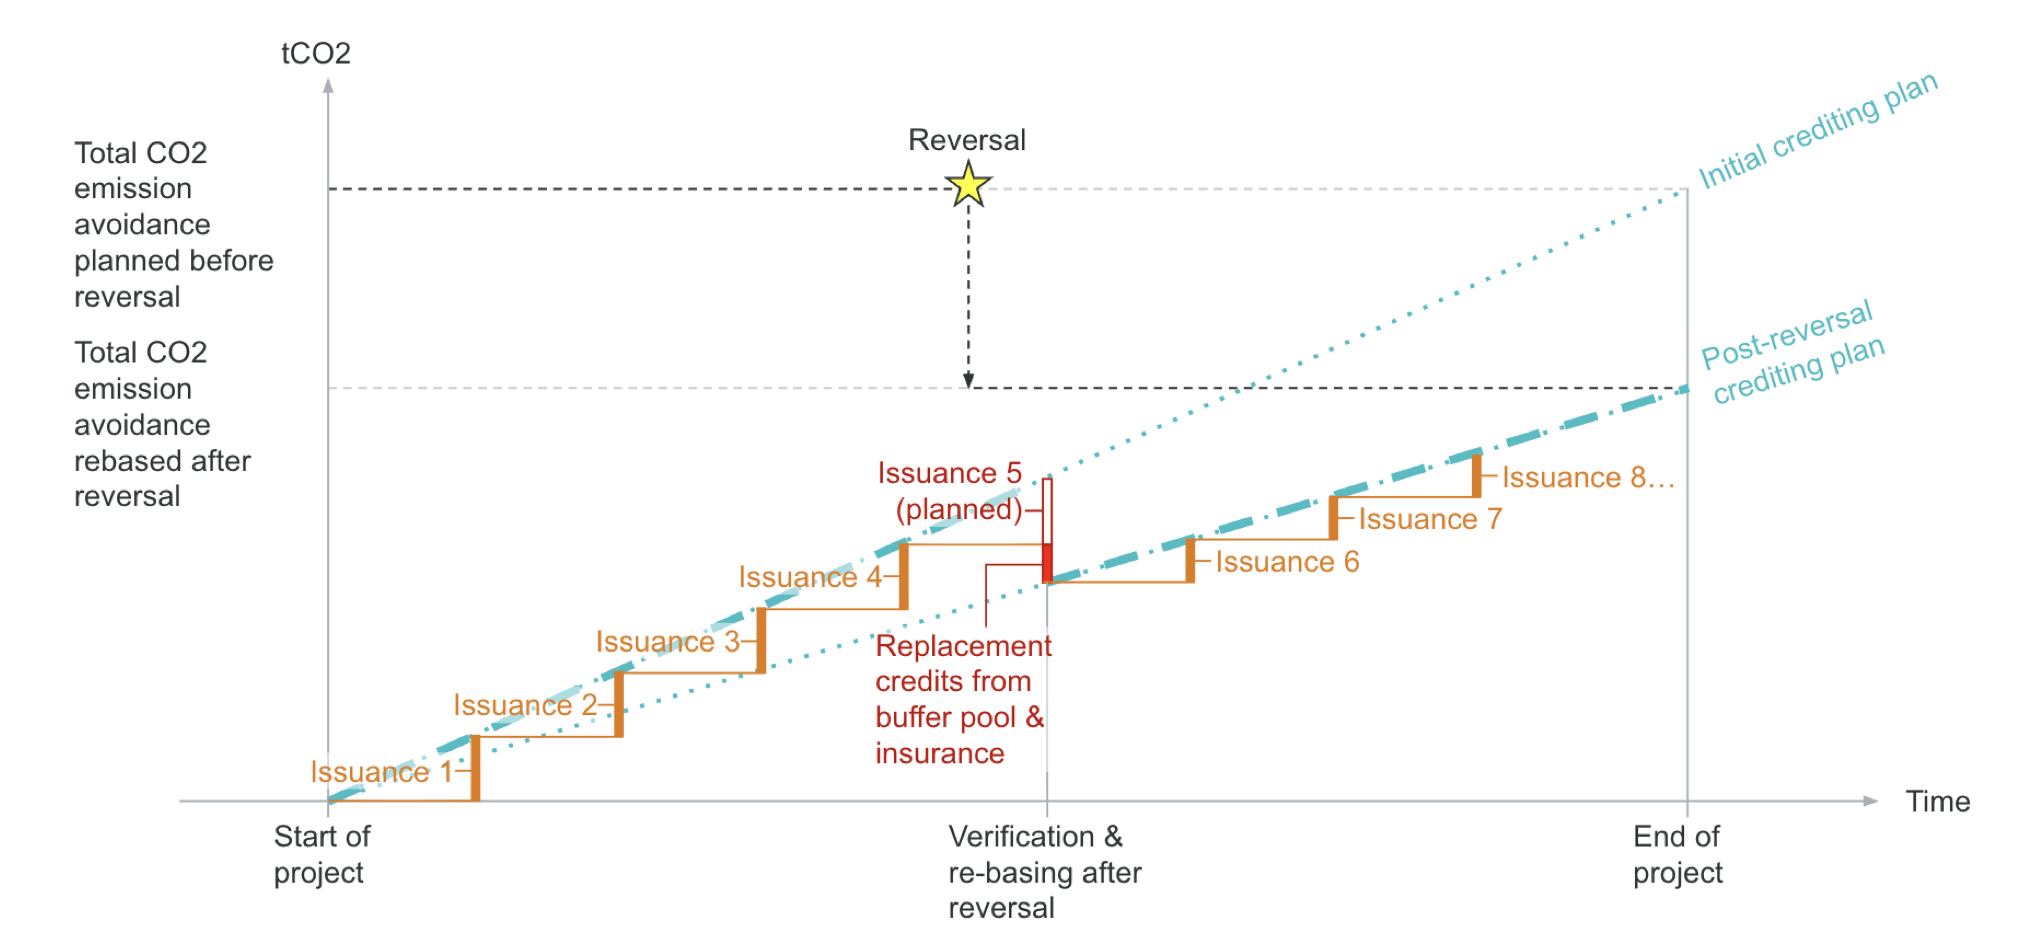 tCO2
Total CO2
emission
avoidance
planned before
reversal
Reversal
Initial crediting plan
Total CO2
emission
avoidance
rebased after
reversal
Post-reversal
crediting plan
Issuance 5
(planned)
Issuance 8…
Issuance 7
Issuance 6
Issuance 4
Issuance 3
Issuance 2
Issuance 1
Replacement
credits from
buffer pool &
insurance
Time
Start of
project
Verification &
re-basing after
reversal
End of
project